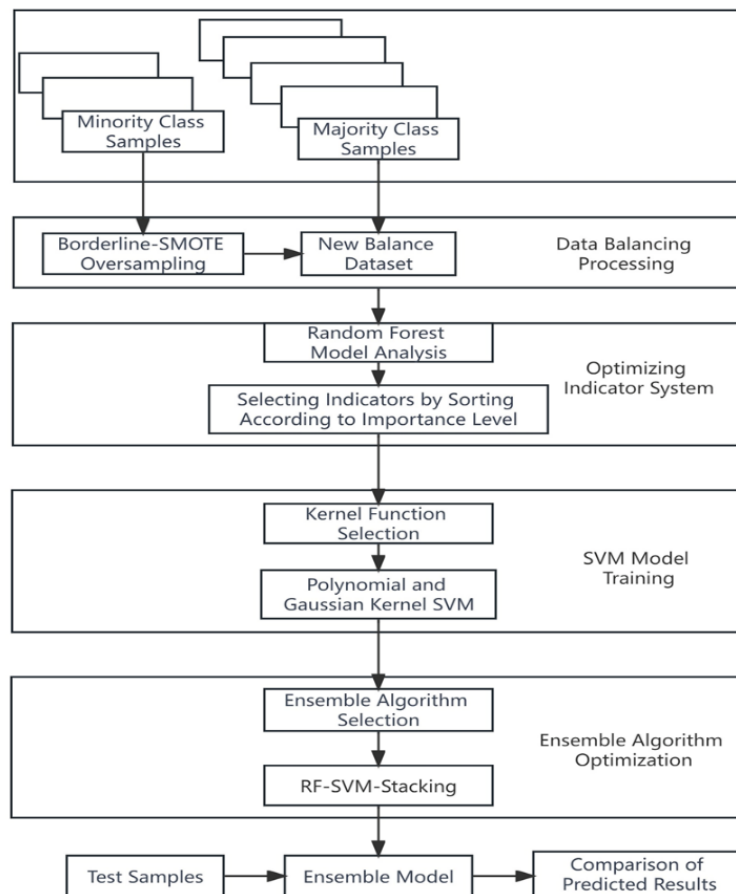 Minority Class
Samples
Majority Class
Samples
Borderline-SMOTE
Oversampling
New Balance
Dataset
Data Balancing
Processing
Random Forest
Model Analysis
Optimizing
Indicator System
Selecting Indicators by Sorting
According to Importance Level
Kernel Function
Selection
SVM Model
Training
Polynomial and
Gaussian Kernel SVM
Ensemble Algorithm
Selection
Ensemble Algorithm
Optimization
RF-SVM-Stacking
Test Samples
Ensemble Model
Comparison of
Predicted Results